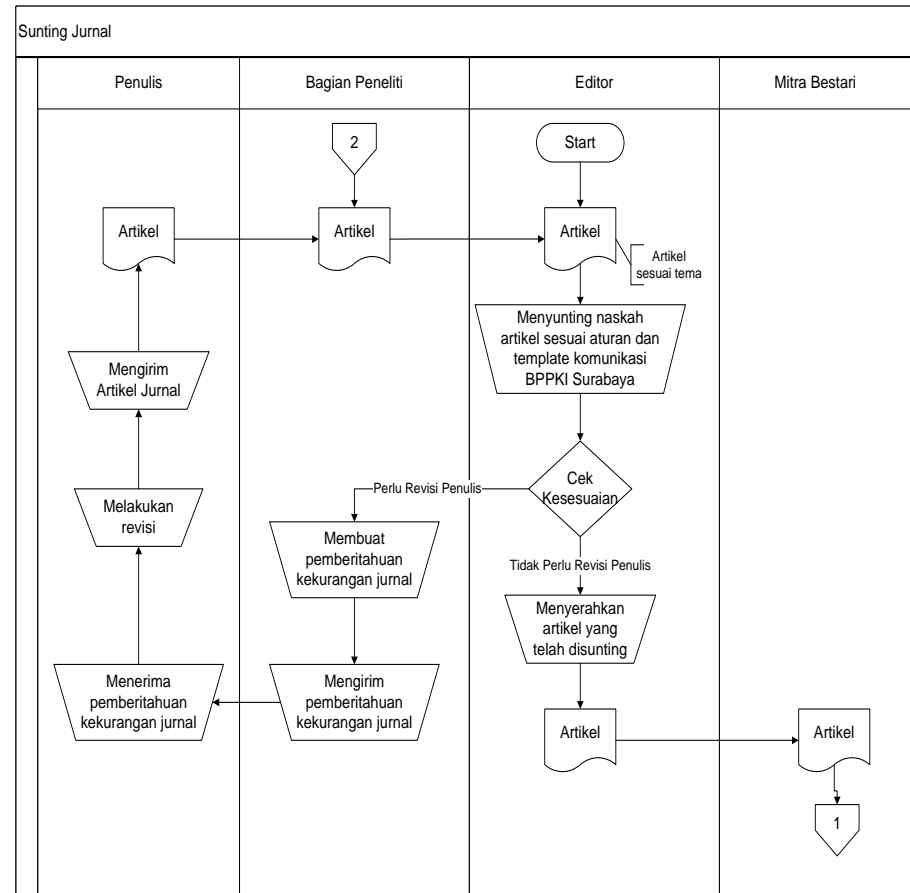 Sunting Jurnal
Penulis
Bagian Peneliti
Editor
Mitra Bestari
2
Start
Artikel
Artikel
Artikel
Artikel
sesuai tema
Menyunting naskah
artikel sesuai aturan dan
template komunikasi
BPPKI Surabaya
Mengirim
Artikel Jurnal
Cek
Kesesuaian
Perlu Revisi Penulis
Melakukan
revisi
Membuat
pemberitahuan
kekurangan jurnal
Tidak Perlu Revisi Penulis
Menyerahkan
artikel yang
telah disunting
Menerima
pemberitahuan
kekurangan jurnal
Mengirim
pemberitahuan
kekurangan jurnal
Artikel
Artikel
1